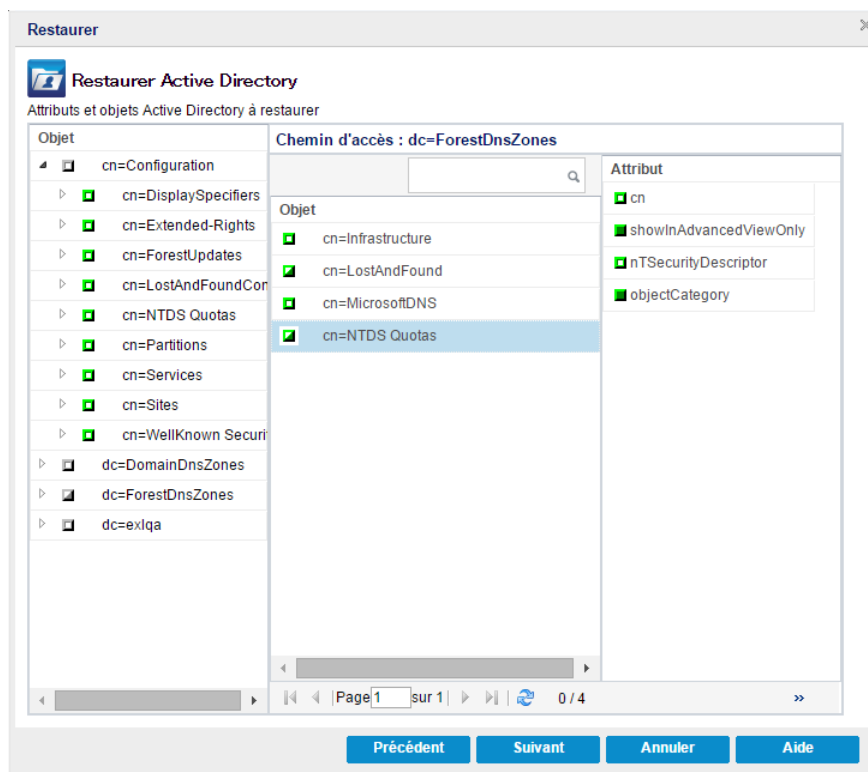 Restaurer
Restaurer Active Directory
Attributs et objets Active Directory à restaurer
Objet
cn=Configuration
cn=DisplaySpecifiers
cn=Extended-Rights
cn=ForestUpdates
cn=LostAndFoundCon
cn=NTDS Quotas
cn=Partitions
cn=Services
cn=Sites
cn=WellKnown Securi
dc=DomainDnsZones
dc=ForestDnsZones
dc=exlqa
Chemin d'accès : dc=ForestDnsZones
Objet
cn=Infrastructure
cn=LostAndFound
cn=MicrosoftDNS
cn=NTDS Quotas
Page 1 sur 1 0 / 4 »
Attribut
cn
showInAdvancedViewOnly
nTSecurityDescriptor
objectCategory
Précédent Suivant Annuler Aide